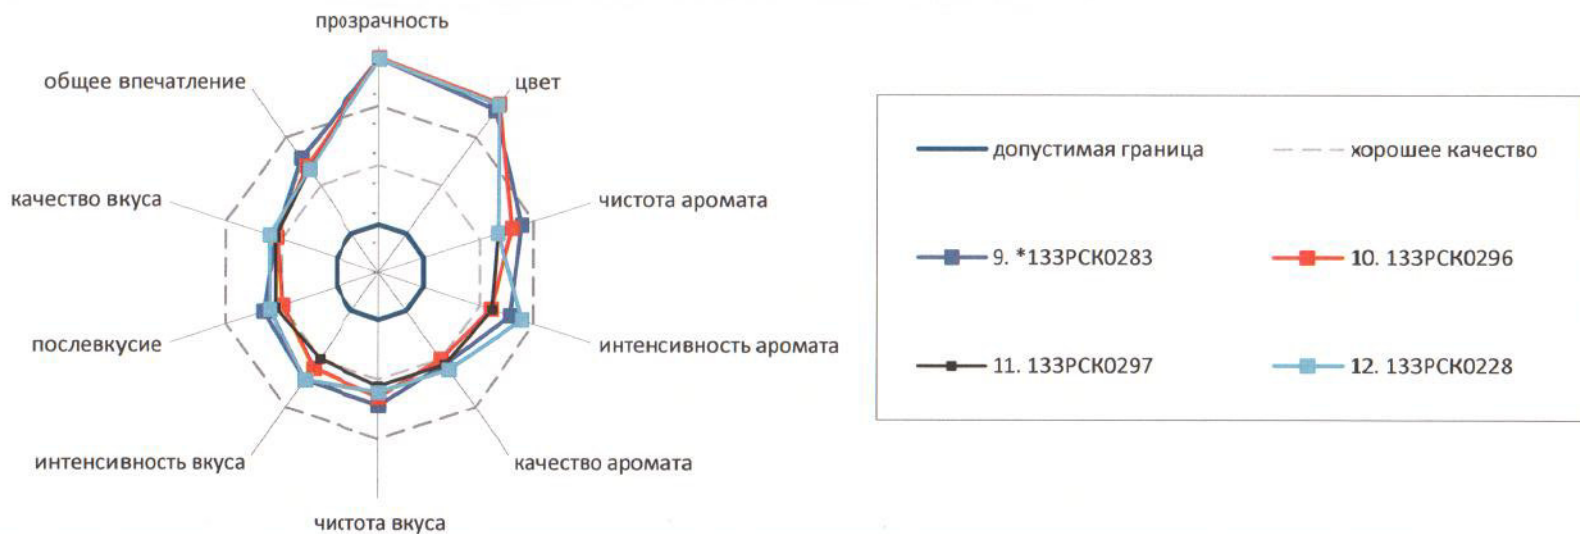 прозрачность
общее впечатление
цвет
качество вкуса
чистота аромата
послевкусие
интенсивность аромата
интенсивность вкуса
качество аромата
чистота вкуса
допустимая граница
хорошее качество
9. *133РСК0283
10. 133РСК0296
11. 133РСК0297
12. 133РСК0228